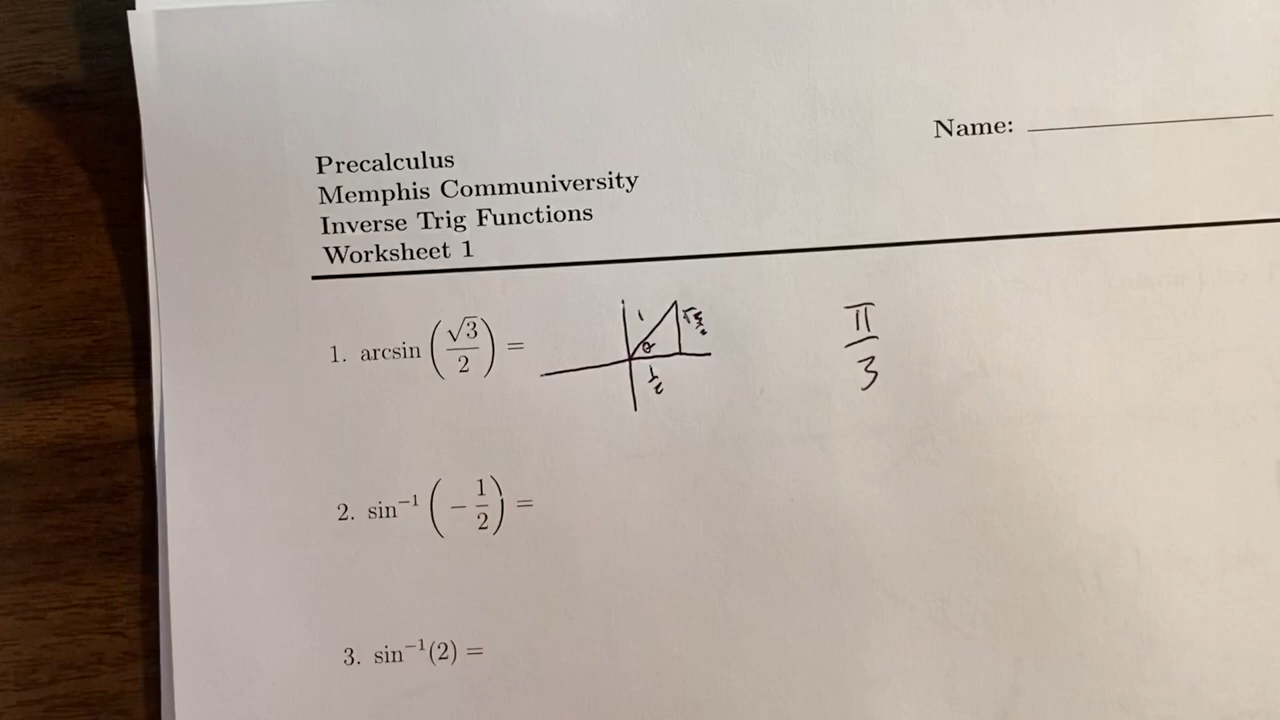 Name:
Precalculus
Memphis Communiversity
Inverse Trig Functions
Worksheet 1
1. arcsin (√3/2) =
1
√3/2
θ
1/2
π/3
2. sin⁻¹ (−1/2) =
3. sin⁻¹(2) =